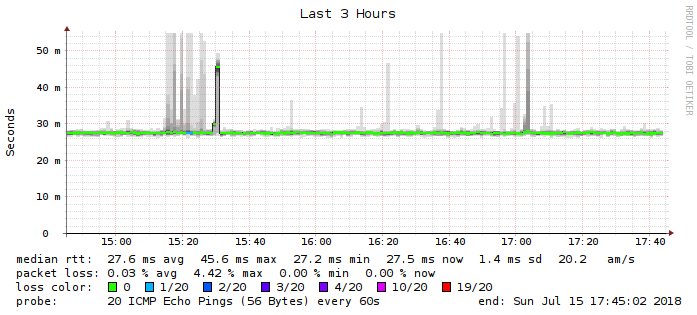 Last 3 Hours
RRDTOOL / TOBI OETIKER
Seconds
50 m
40 m
30 m
20 m
10 m
0
15:00 15:20 15:40 16:00 16:20 16:40 17:00 17:20 17:40
median rtt: 27.6 ms avg 45.6 ms max 27.2 ms min 27.5 ms now 1.4 ms sd 20.2 am/s
packet loss: 0.03 % avg 4.42 % max 0.00 % min 0.00 % now
loss color: 0 1/20 2/20 3/20 4/20 10/20 19/20
probe: 20 ICMP Echo Pings (56 Bytes) every 60s end: Sun Jul 15 17:45:02 2018